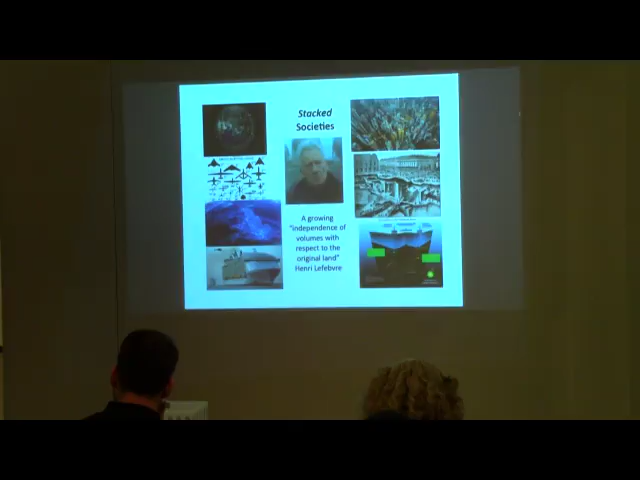 Stacked
Societies
A growing
"independence of
volumes with
respect to the
original land"
Henri Lefebvre